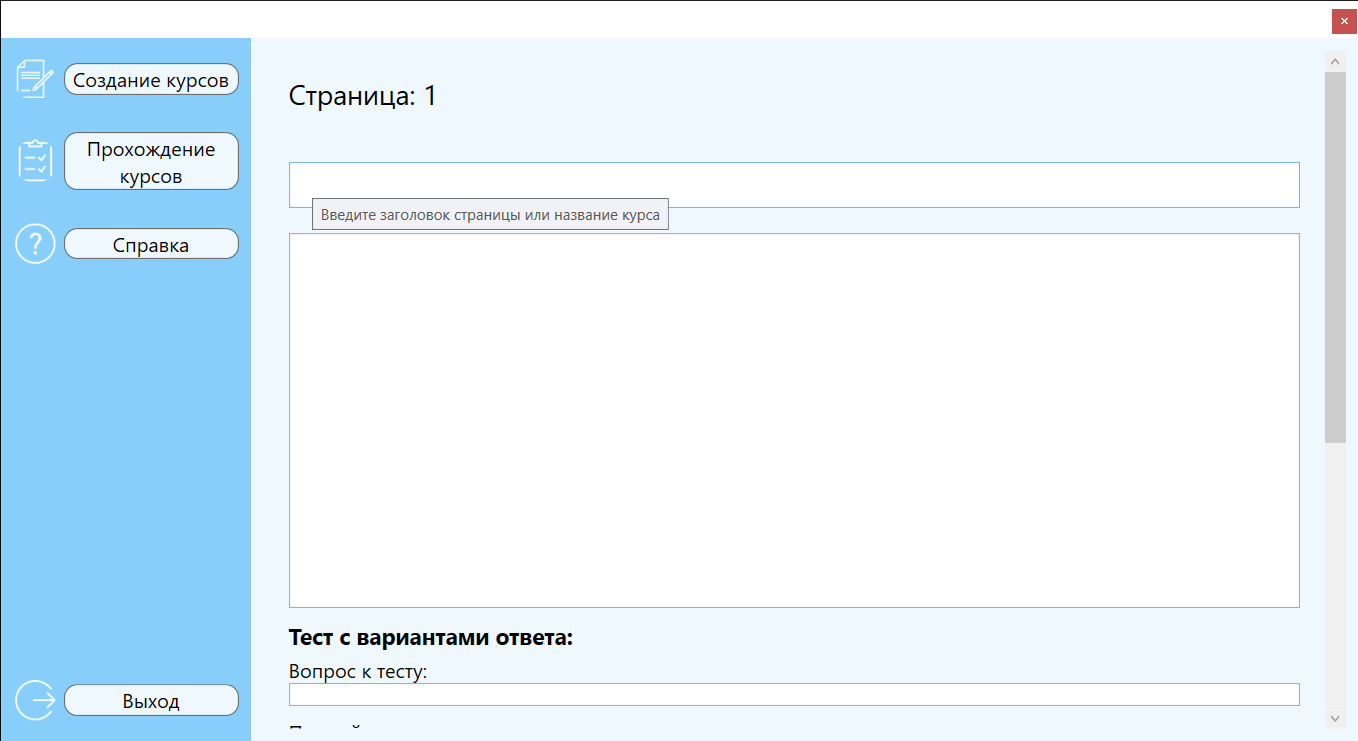 Создание курсов
Прохождение
курсов
?
Справка
Выход
Страница: 1
Введите заголовок страницы или название курса
Тест с вариантами ответа:
Вопрос к тесту: